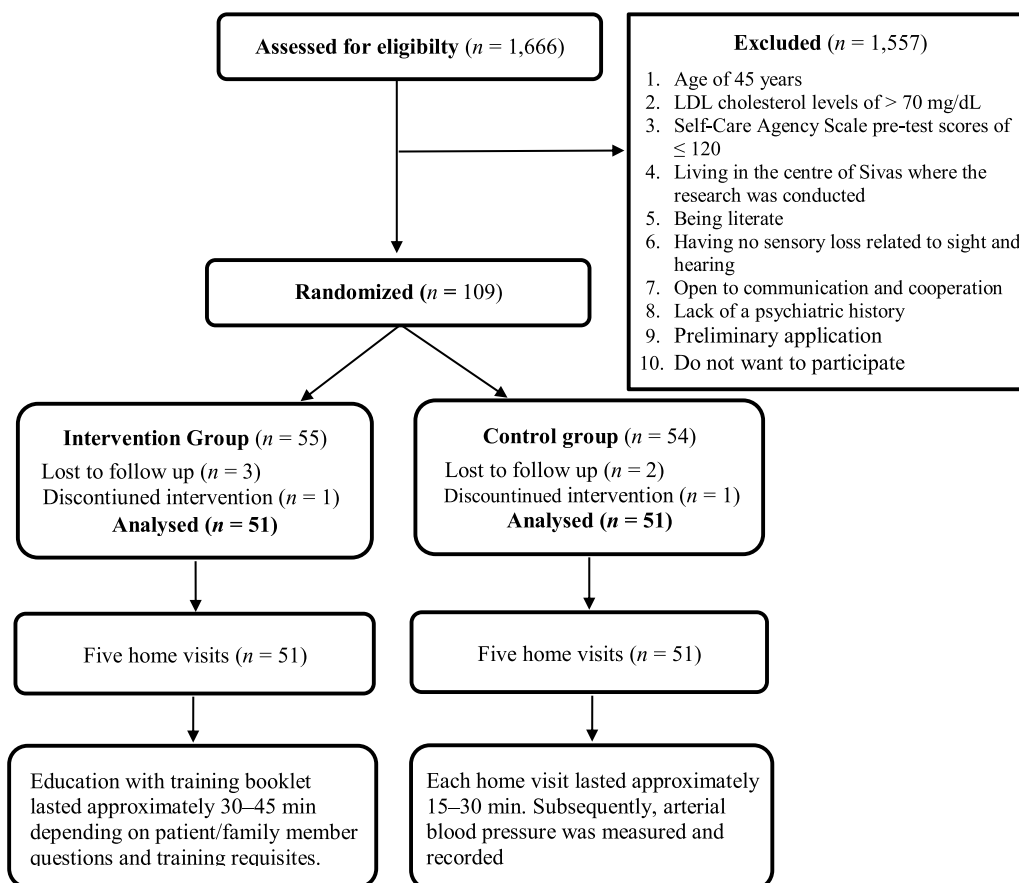 Assessed for eligibilty (n = 1,666)
Excluded (n = 1,557)
1. Age of 45 years
2. LDL cholesterol levels of > 70 mg/dL
3. Self-Care Agency Scale pre-test scores of
≤ 120
4. Living in the centre of Sivas where the
research was conducted
5. Being literate
6. Having no sensory loss related to sight and
hearing
7. Open to communication and cooperation
8. Lack of a psychiatric history
9. Preliminary application
10. Do not want to participate
Randomized (n = 109)
Intervention Group (n = 55)
Lost to follow up (n = 3)
Discontiuned intervention (n = 1)
Analysed (n = 51)
Control group (n = 54)
Lost to follow up (n = 2)
Discountinued intervention (n = 1)
Analysed (n = 51)
Five home visits (n = 51)
Five home visits (n = 51)
Education with training booklet
lasted approximately 30–45 min
depending on patient/family member
questions and training requisites.
Each home visit lasted approximately
15–30 min. Subsequently, arterial
blood pressure was measured and
recorded